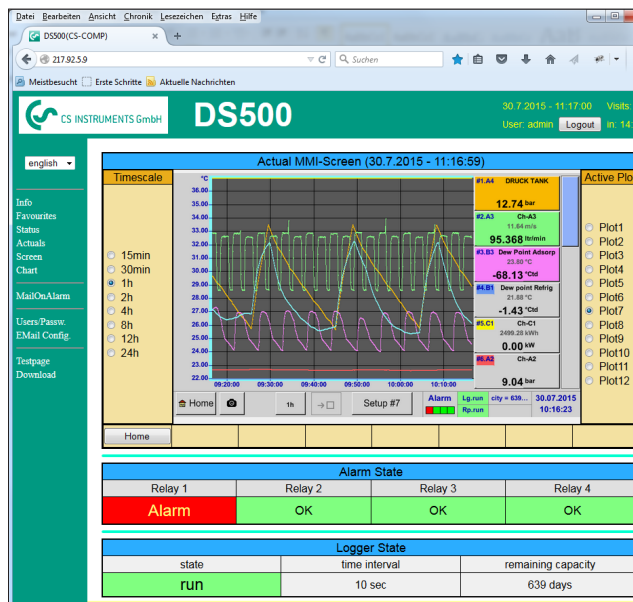 Datei Bearbeiten Ansicht Chronik Lesezeichen Extras Hilfe
DS500(CS-COMP)
217.92.5.9
Suchen
Meistbesucht Erste Schritte Aktuelle Nachrichten
CS INSTRUMENTS GmbH
DS500
30.7.2015 - 11:17:00 Visits:
User: admin Logout in: 14:
english
Info
Favourites
Status
Actuals
Screen
Chart
MailOnAlarm
Users/Passw.
EMail Config.
Testpage
Download
Actual MMI-Screen (30.7.2015 - 11:16:59)
Timescale
15min
30min
1h
2h
4h
8h
12h
24h
°C
36.00
35.00
34.00
33.00
32.00
31.00
30.00
29.00
28.00
27.00
26.00
25.00
24.00
23.00
22.00
09:20:00 09:30:00 09:40:00 09:50:00 10:00:00 10:10:00
#1.A4 DRUCK TANK
12.74 bar
#2.A3 Ch-A3
11.64 m/s
95.368 ltr/min
#3.B3 Dew Point Adsorp
23.80 °C
-68.13 °Ctd
#4.B1 Dew point Refrig
21.88 °C
-1.43 °Ctd
#5.C1 Ch-C1
2499.28 kWh
0.00 kW
#6.A2 Ch-A2
9.04 bar
Home
1h
Setup #7
Alarm
Lg.run
Rp.run
city = 639...
30.07.2015
10:16:23
Active Plo
Plot1
Plot2
Plot3
Plot4
Plot5
Plot6
Plot7
Plot8
Plot9
Plot10
Plot11
Plot12
Home
Alarm State
Relay 1 Relay 2 Relay 3 Relay 4
Alarm OK OK OK
Logger State
state time interval remaining capacity
run 10 sec 639 days